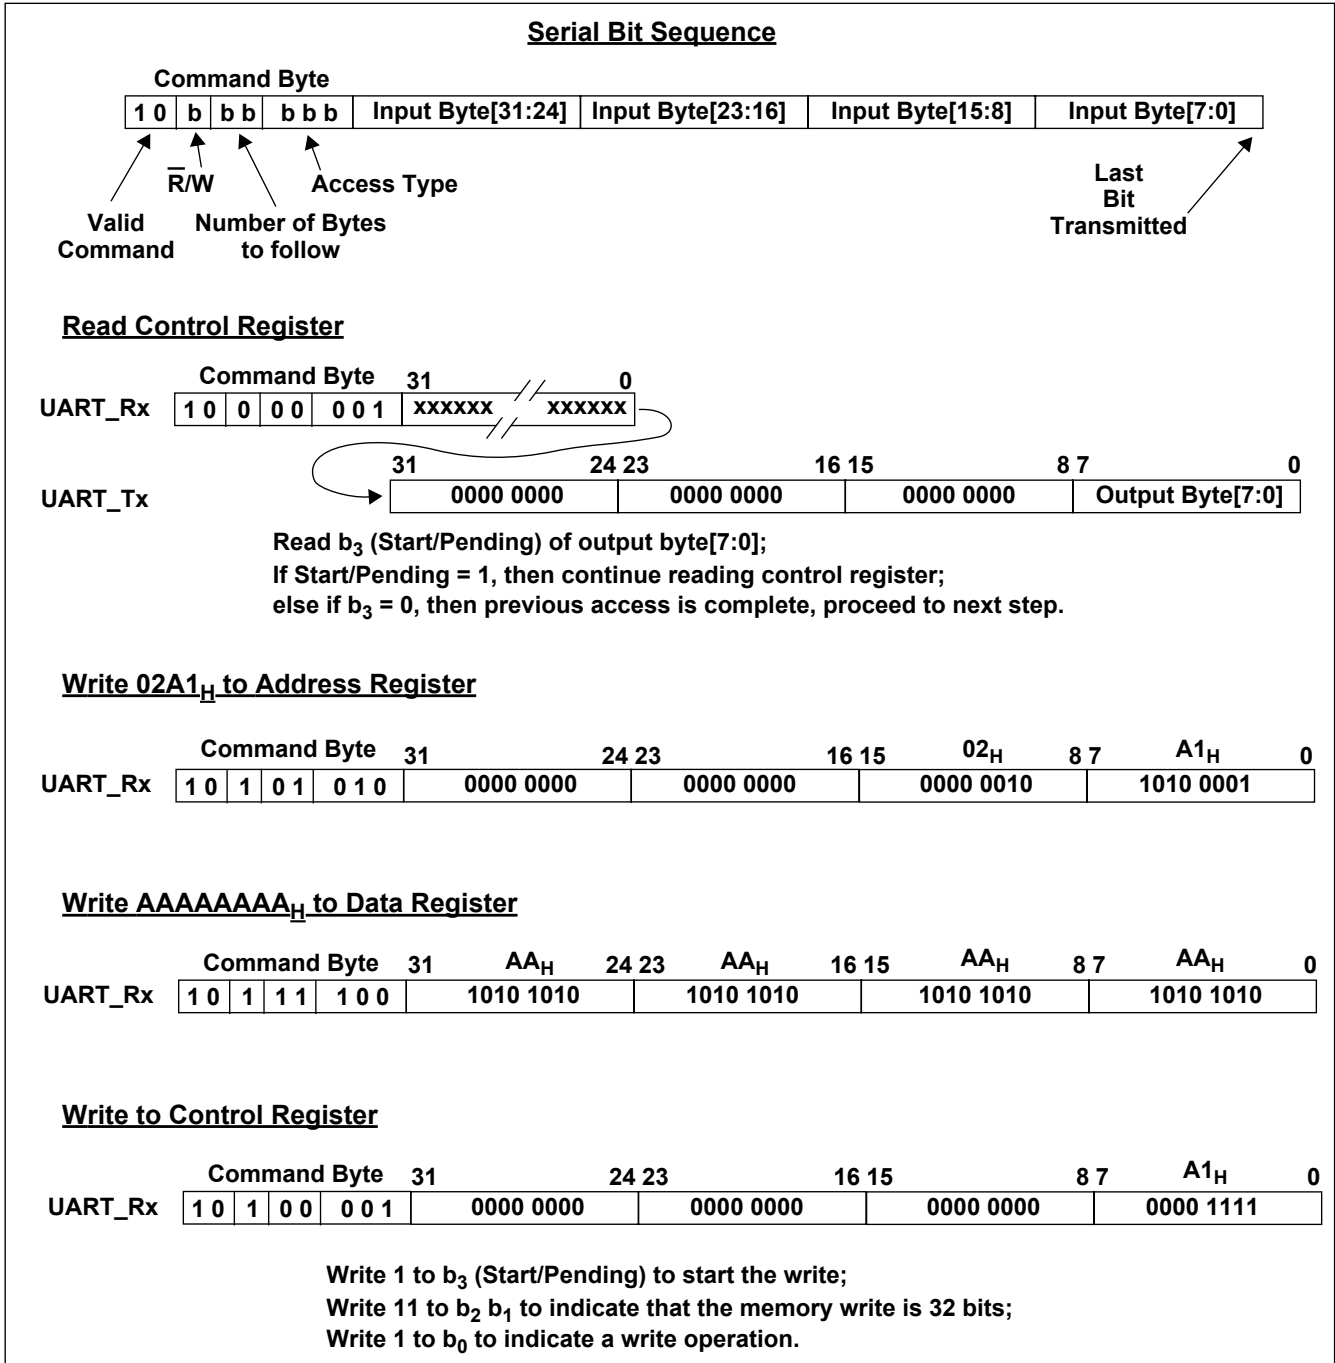 Serial Bit Sequence
Command Byte
1 0 b b b b b b Input Byte[31:24] Input Byte[23:16] Input Byte[15:8] Input Byte[7:0]
R̅/W Access Type Last
Valid Number of Bytes Bit
Command to follow Transmitted
Read Control Register
Command Byte 31 0
UART_Rx 1 0 0 0 0 0 0 1 xxxxxx xxxxxx
31 24 23 16 15 8 7 0
UART_Tx 0000 0000 0000 0000 0000 0000 Output Byte[7:0]
Read b3 (Start/Pending) of output byte[7:0];
If Start/Pending = 1, then continue reading control register;
else if b3 = 0, then previous access is complete, proceed to next step.
Write 02A1H to Address Register
Command Byte 31 24 23 16 15 02H 8 7 A1H 0
UART_Rx 1 0 1 0 1 0 1 0 0000 0000 0000 0000 0000 0010 1010 0001
Write AAAAAAAAH to Data Register
Command Byte 31 AAH 24 23 AAH 16 15 AAH 8 7 AAH 0
UART_Rx 1 0 1 1 1 1 0 0 1010 1010 1010 1010 1010 1010 1010 1010
Write to Control Register
Command Byte 31 24 23 16 15 8 7 A1H 0
UART_Rx 1 0 1 0 0 0 0 1 0000 0000 0000 0000 0000 0000 0000 1111
Write 1 to b3 (Start/Pending) to start the write;
Write 11 to b2 b1 to indicate that the memory write is 32 bits;
Write 1 to b0 to indicate a write operation.